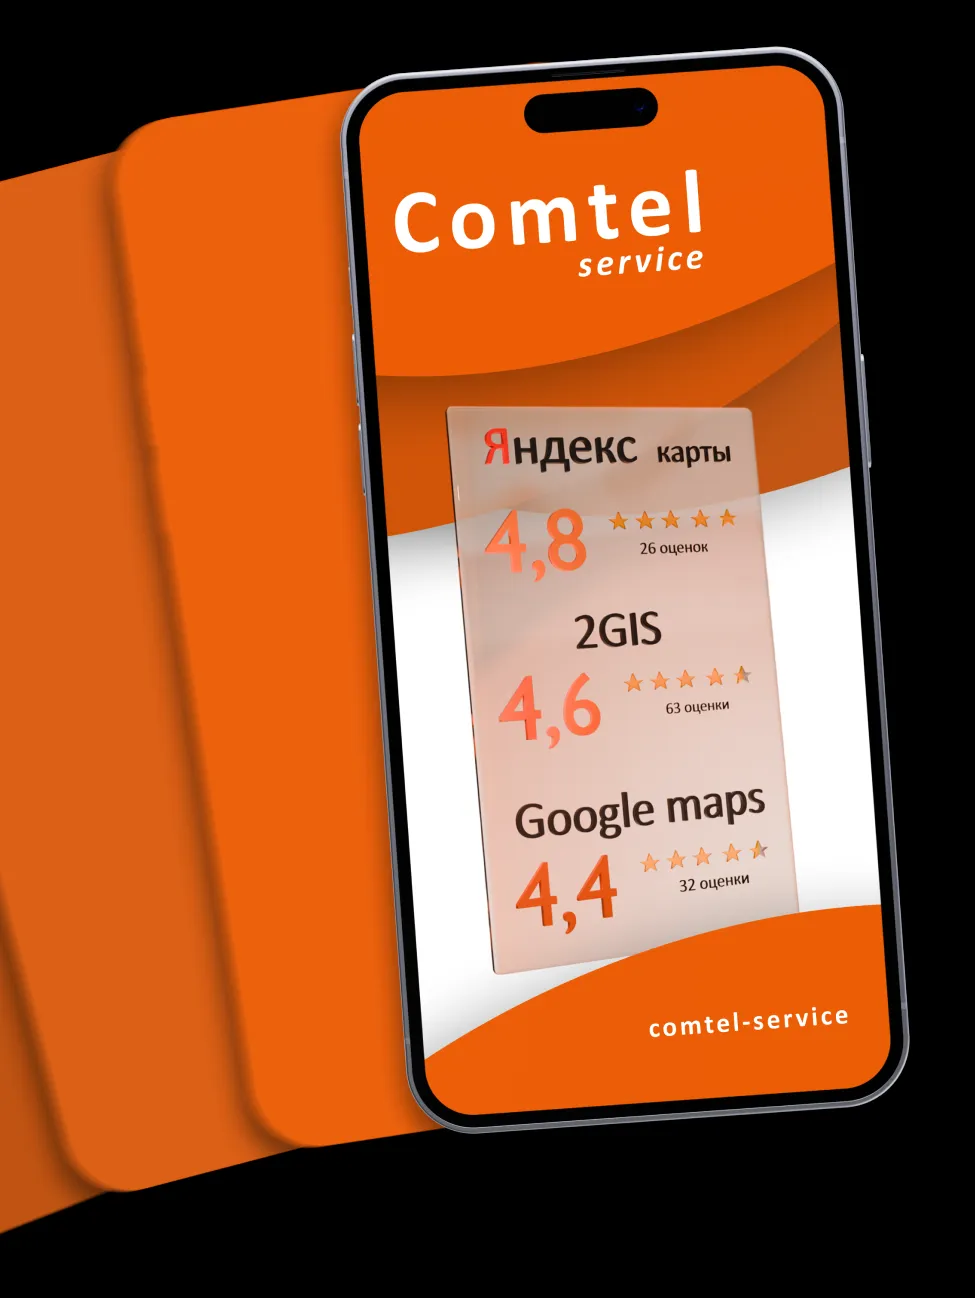 Comtel
service
Яндекс карты
4,8
26 оценок
2GIS
4,6
63 оценки
Google maps
4,4
32 оценки
comtel-service